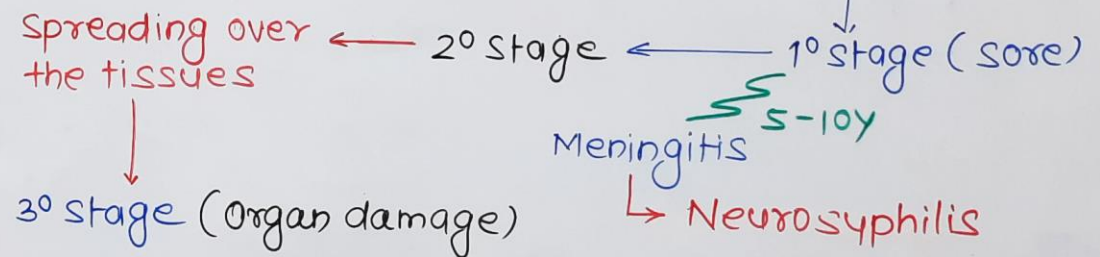 Spreading over ← 2° stage ← 1° stage (sore)
the tissues
5-10Y
Meningitis
3° stage (Organ damage)
↳ Neurosyphilis